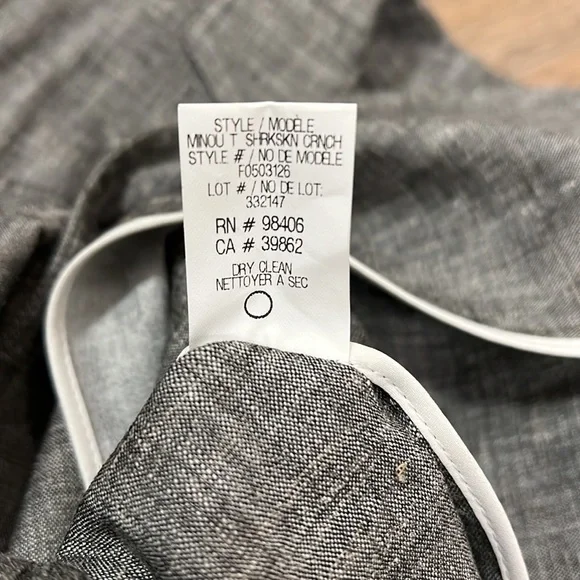 STYLE / MODÈLE
MINOU T SHRKSKN CRNCH
STYLE # / NO DE MODELE
F0503126
LOT # / NO DE LOT:
332147
RN # 98406
CA # 39862
DRY CLEAN
NETTOYER A SEC